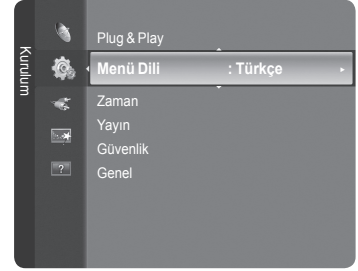 Kurulum
Plug & Play
Menü Dili : Türkçe
Zaman
Yayın
Güvenlik
Genel